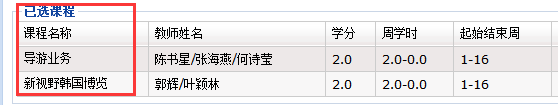 已选课程
课程名称 教师姓名 学分 周学时 起始结束周
导游业务 陈书星/张海燕/何诗莹 2.0 2.0-0.0 1-16
新视野韩国博览 郭辉/叶颖林 2.0 2.0-0.0 1-16